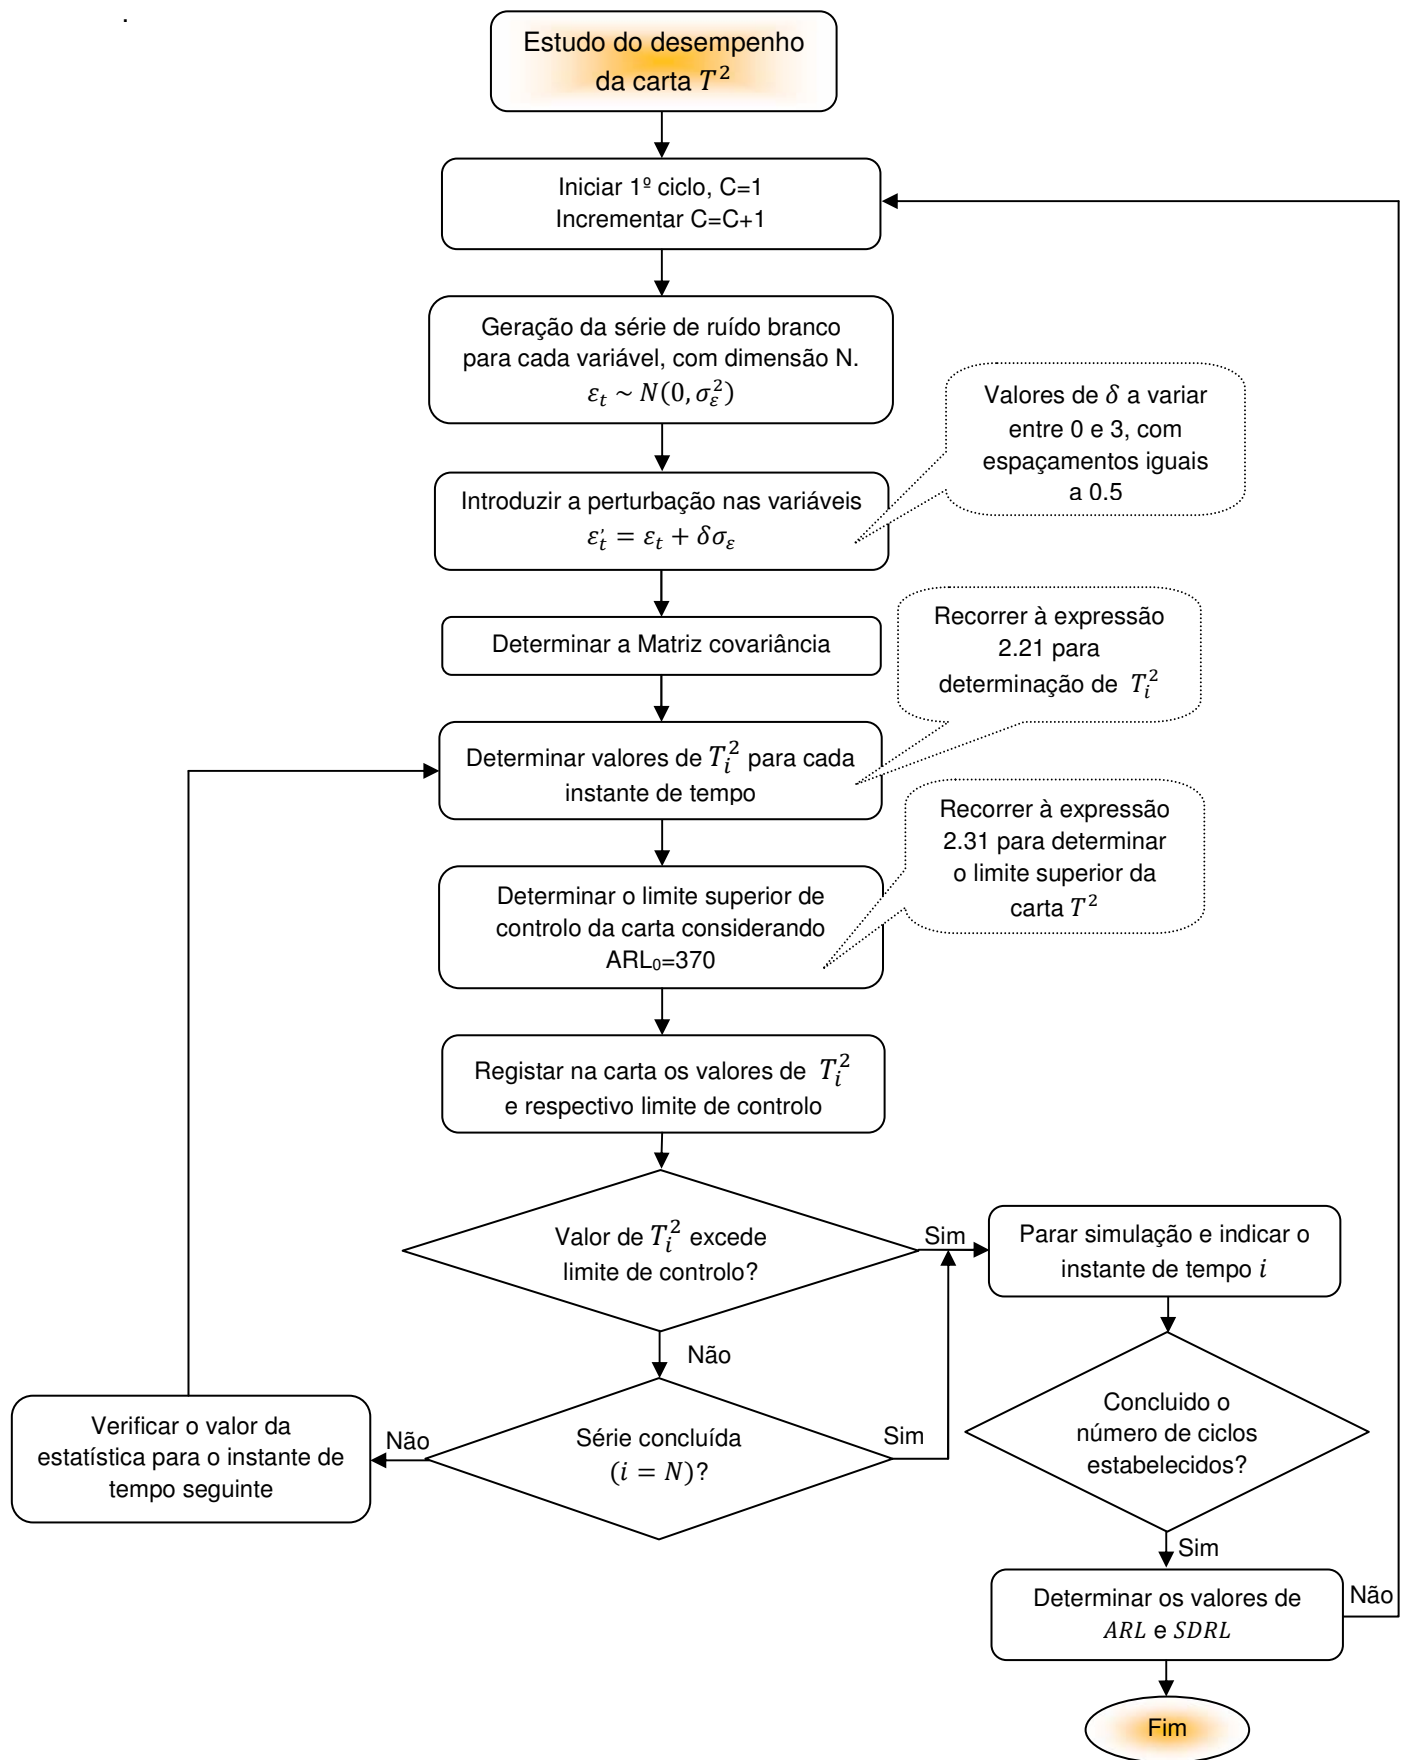 Estudo do desempenho
da carta T²
Iniciar 1º ciclo, C=1
Incrementar C=C+1
Geração da série de ruído branco
para cada variável, com dimensão N.
εₜ ~ N(0, σ_ε²)
Valores de δ a variar
entre 0 e 3, com
espaçamentos iguais
a 0.5
Introduzir a perturbação nas variáveis
ε'ₜ = εₜ + δσ_ε
Determinar a Matriz covariância
Recorrer à expressão
2.21 para
determinação de Tᵢ²
Determinar valores de Tᵢ² para cada
instante de tempo
Recorrer à expressão
2.31 para determinar
o limite superior da
carta T²
Determinar o limite superior de
controlo da carta considerando
ARL₀=370
Registar na carta os valores de Tᵢ²
e respectivo limite de controlo
Valor de Tᵢ² excede
limite de controlo?
Sim
Parar simulação e indicar o
instante de tempo i
Não
Série concluída
(i = N)?
Sim
Não
Verificar o valor da
estatística para o instante de
tempo seguinte
Concluido o
número de ciclos
estabelecidos?
Sim
Determinar os valores de
ARL e SDRL
Não
Fim